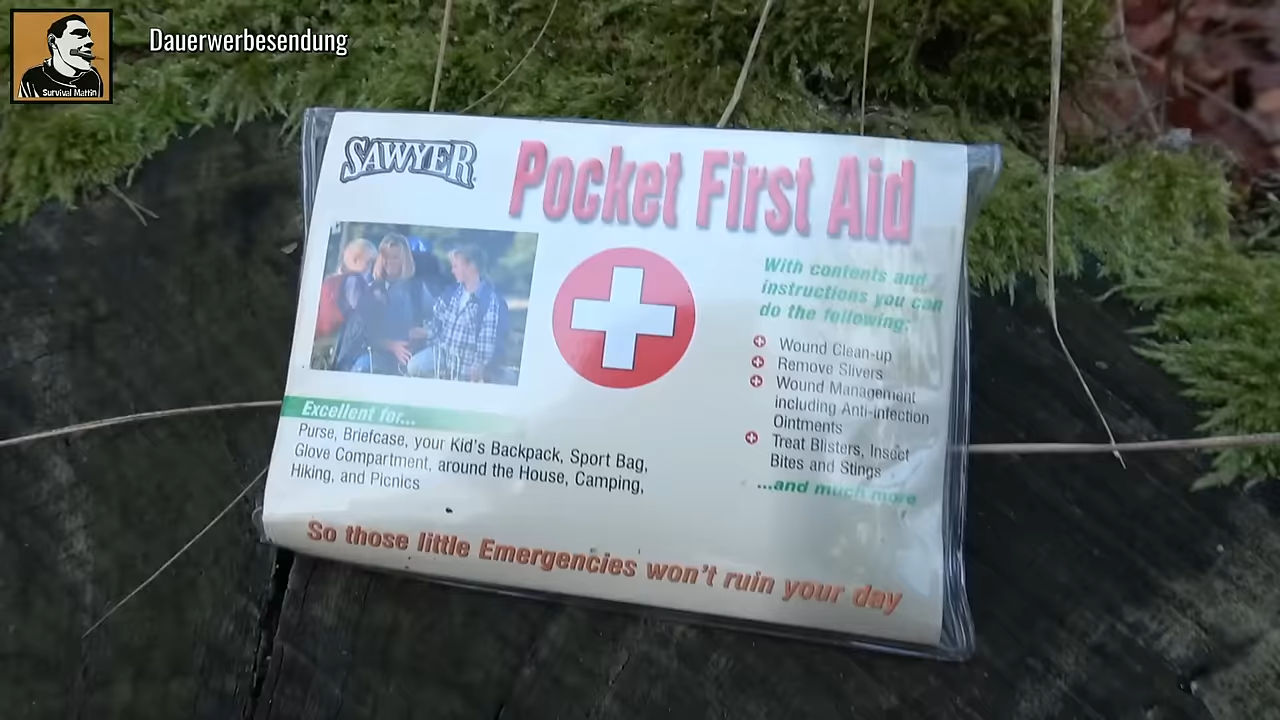 Survival Mattin
Dauerwerbesendung
SAWYER
Pocket First Aid
With contents and
instructions you can
do the following:
Wound Clean-up
Remove Slivers
Wound Management
including Anti-infection
Ointments
Treat Blisters, Insect
Bites and Stings
...and much more
Excellent for...
Purse, Briefcase, your Kid's Backpack, Sport Bag,
Glove Compartment, around the House, Camping,
Hiking, and Picnics
So those little Emergencies won't ruin your day